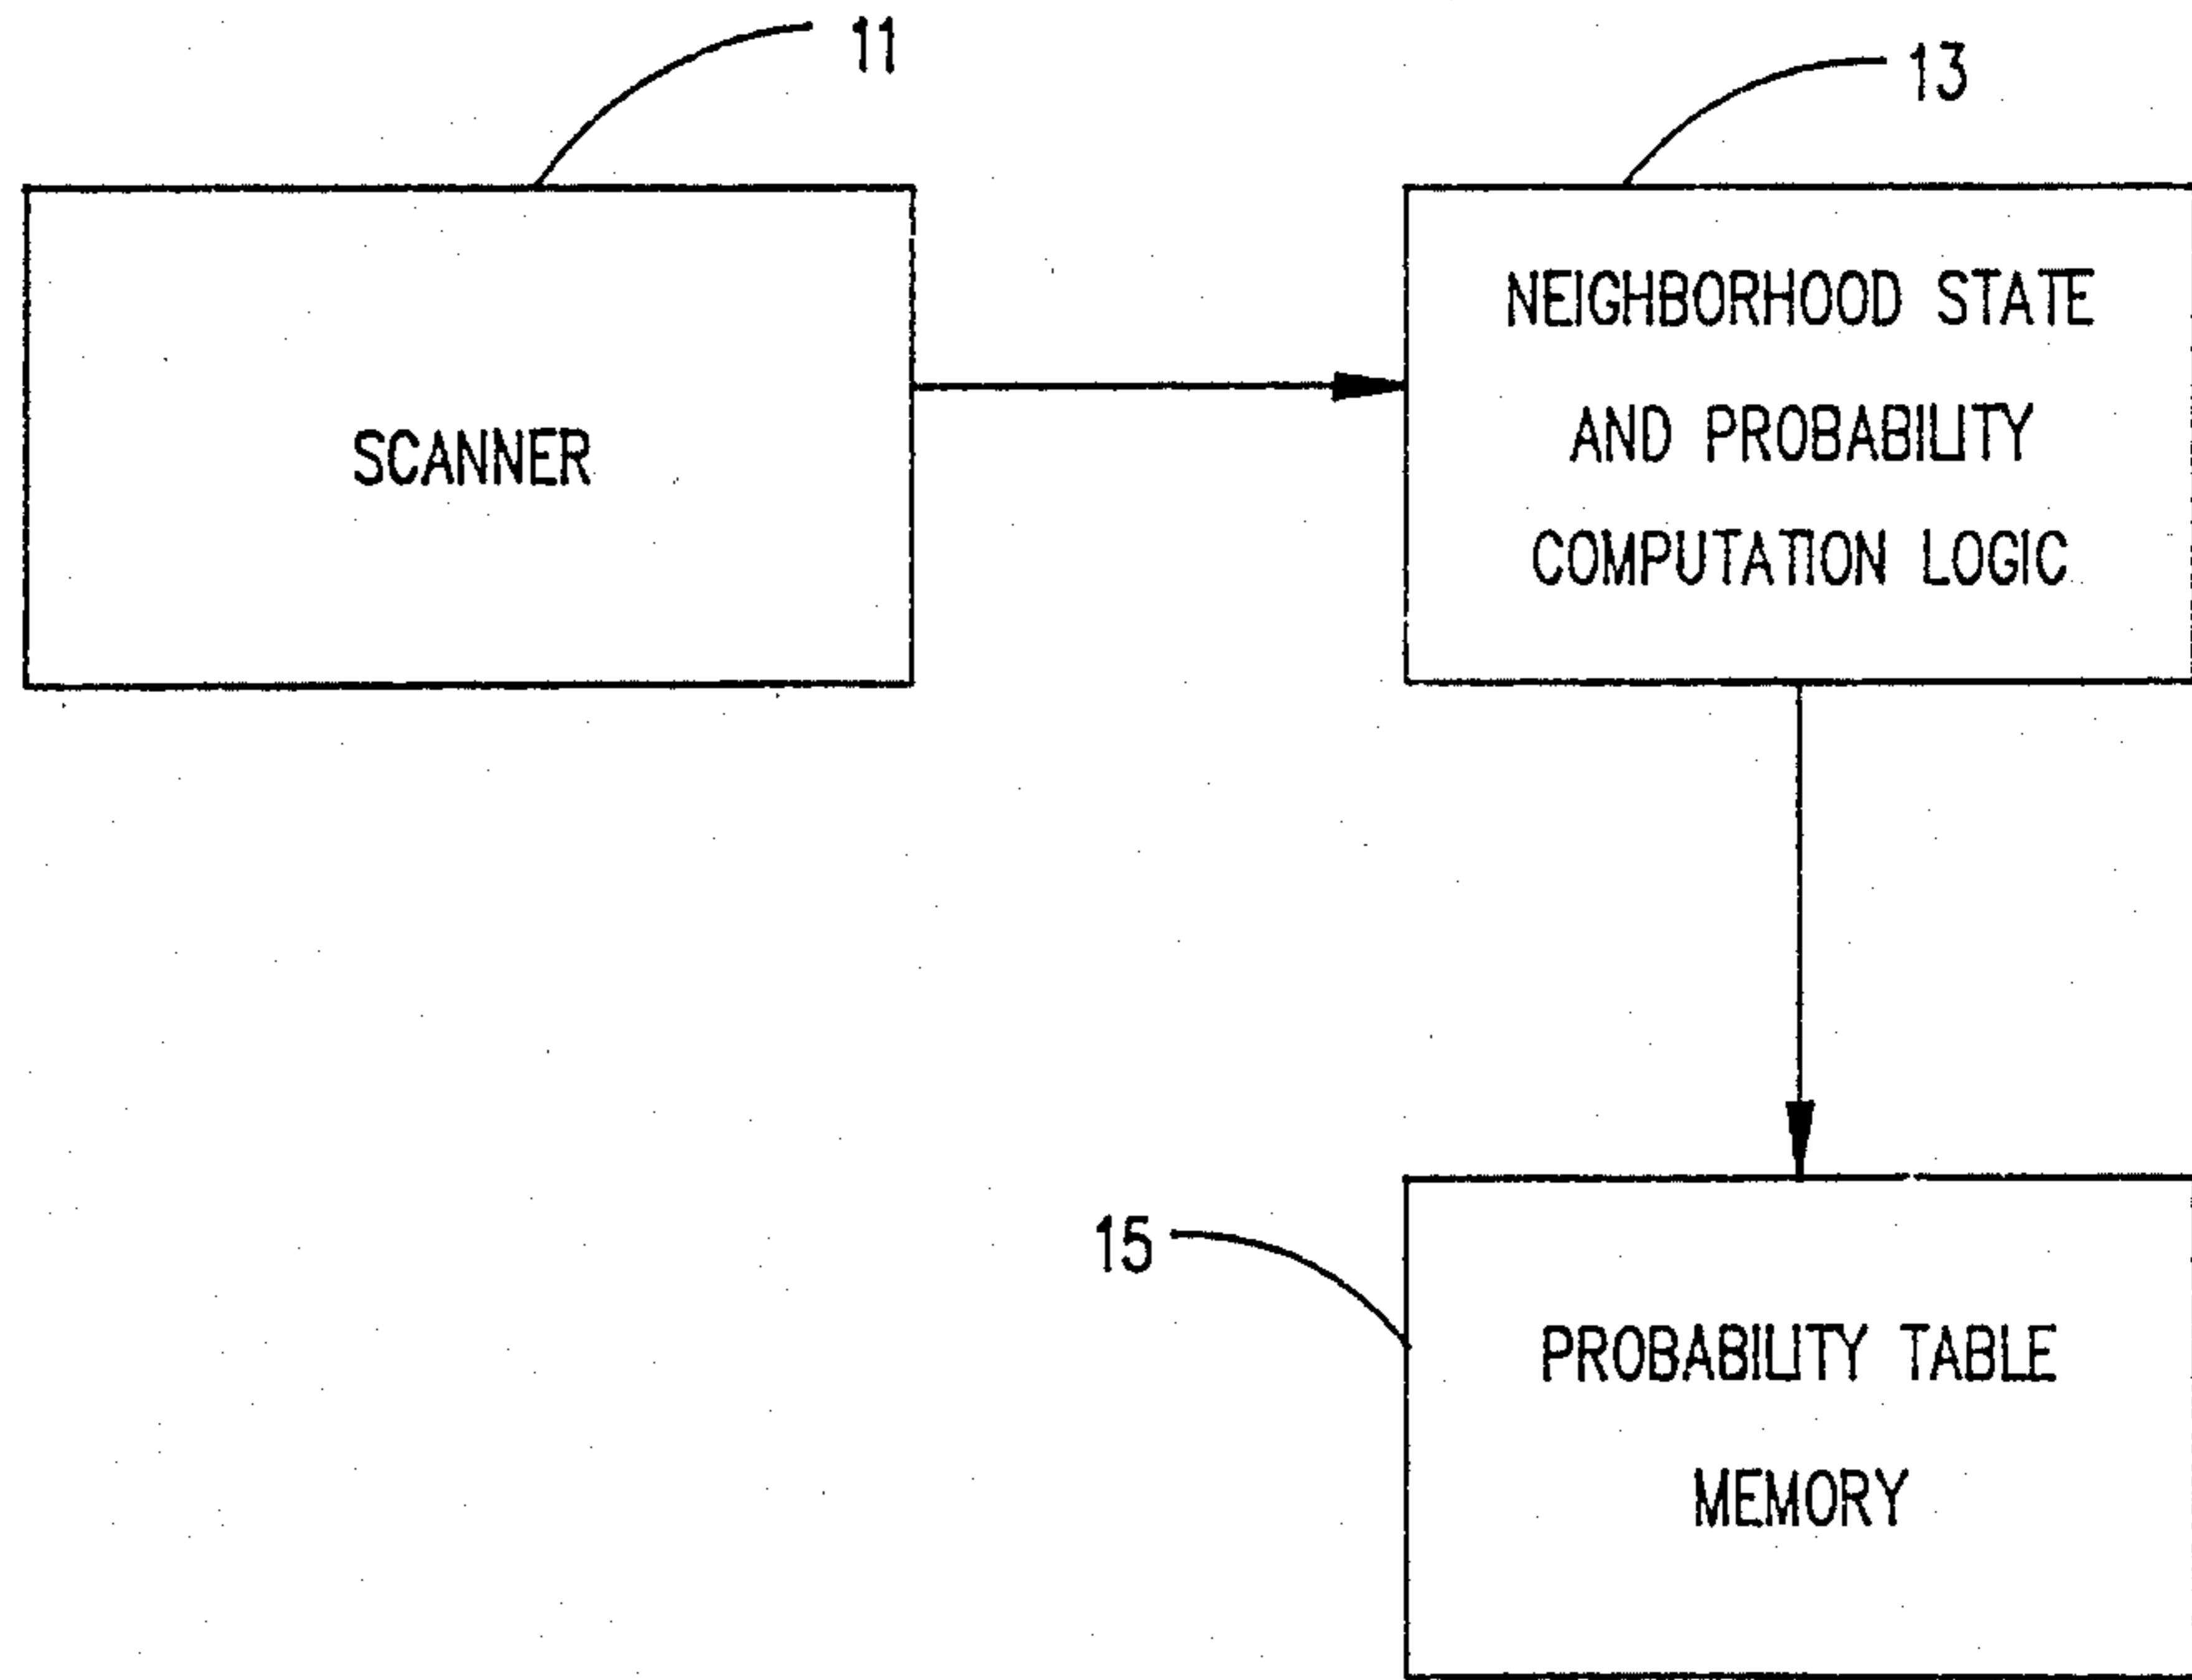 11
13
SCANNER
NEIGHBORHOOD STATE
AND PROBABILITY
COMPUTATION LOGIC
15
PROBABILITY TABLE
MEMORY